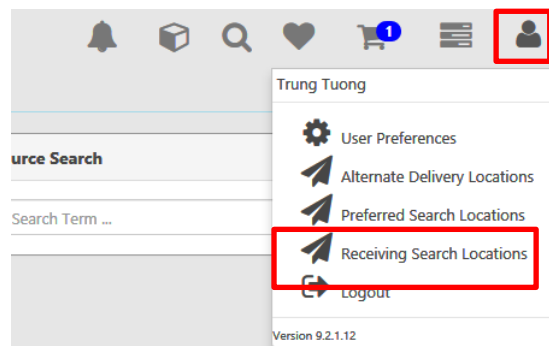 1
Trung Tuong
User Preferences
urce Search
Alternate Delivery Locations
Search Term ...
Preferred Search Locations
Receiving Search Locations
Logout
Version 9.2.1.12